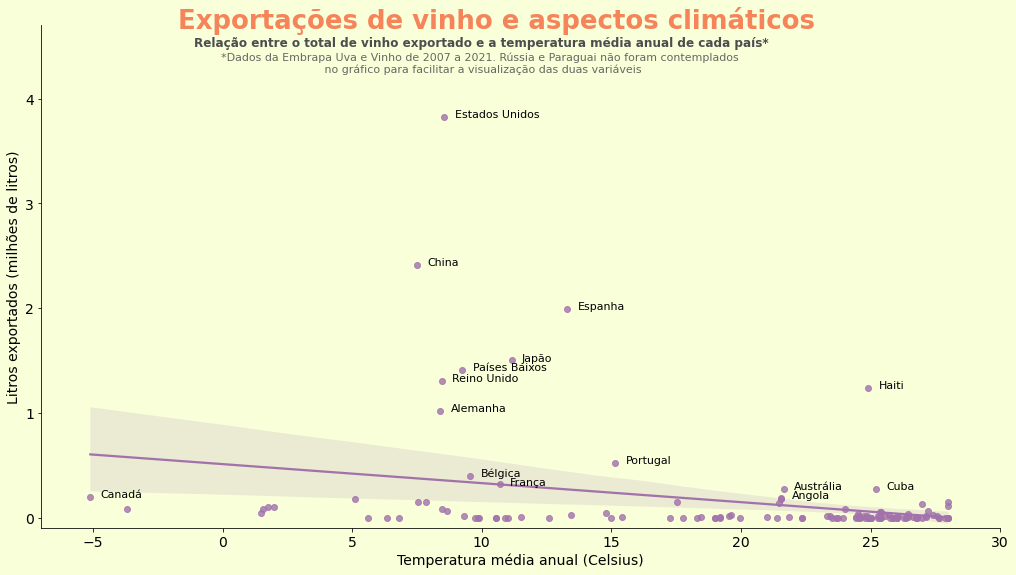 Exportações de vinho e aspectos climáticos
Relação entre o total de vinho exportado e a temperatura média anual de cada país*
*Dados da Embrapa Uva e Vinho de 2007 a 2021. Rússia e Paraguai não foram contemplados
no gráfico para facilitar a visualização das duas variáveis
Litros exportados (milhões de litros)
4
3
2
1
0
Estados Unidos
China
Espanha
Japão
Países Baixos
Reino Unido
Haiti
Alemanha
Portugal
Bélgica
França
Austrália
Cuba
Angola
Canadá
−5
0
5
10
15
20
25
30
Temperatura média anual (Celsius)